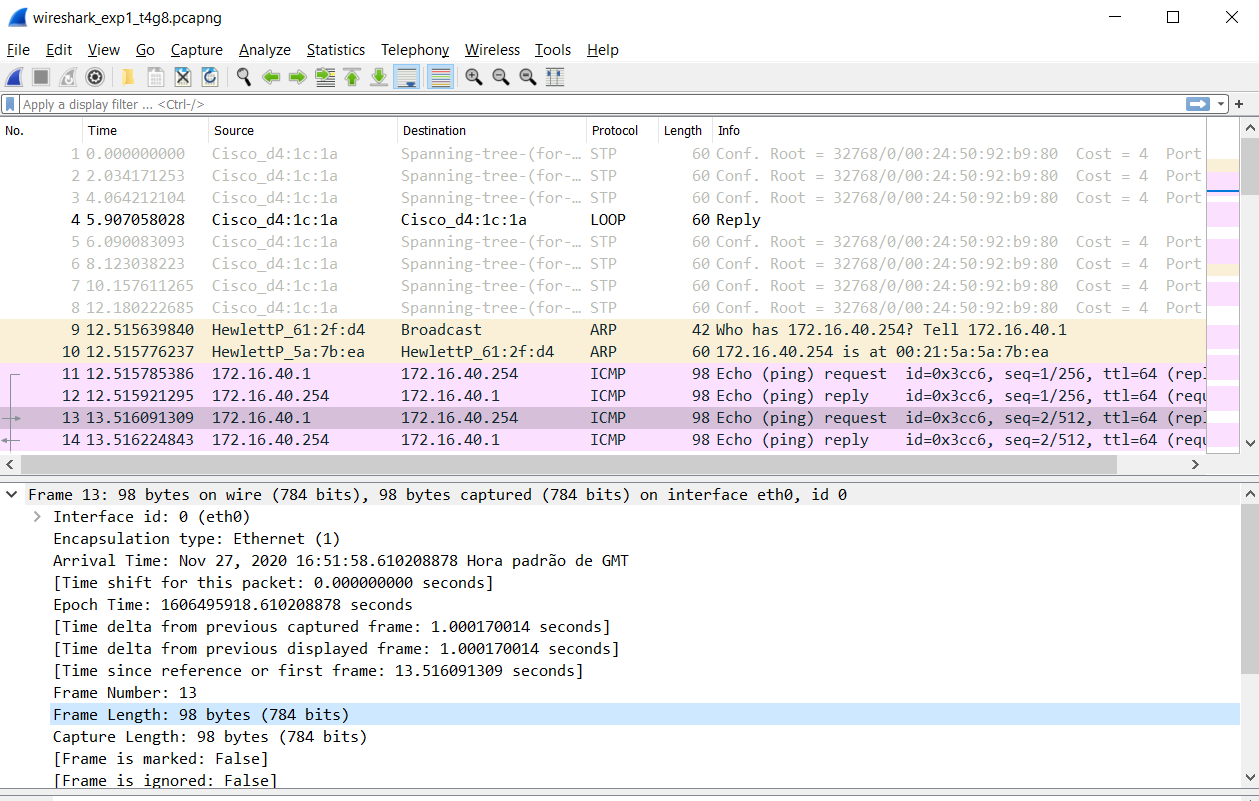 wireshark_exp1_t4g8.pcapng
File Edit View Go Capture Analyze Statistics Telephony Wireless Tools Help
Apply a display filter ... <Ctrl-/>
No. Time Source Destination Protocol Length Info
1 0.000000000 Cisco_d4:1c:1a Spanning-tree-(for-… STP 60 Conf. Root = 32768/0/00:24:50:92:b9:80 Cost = 4 Port
2 2.034171253 Cisco_d4:1c:1a Spanning-tree-(for-… STP 60 Conf. Root = 32768/0/00:24:50:92:b9:80 Cost = 4 Port
3 4.064212104 Cisco_d4:1c:1a Spanning-tree-(for-… STP 60 Conf. Root = 32768/0/00:24:50:92:b9:80 Cost = 4 Port
4 5.907058028 Cisco_d4:1c:1a Cisco_d4:1c:1a LOOP 60 Reply
5 6.090083093 Cisco_d4:1c:1a Spanning-tree-(for-… STP 60 Conf. Root = 32768/0/00:24:50:92:b9:80 Cost = 4 Port
6 8.123038223 Cisco_d4:1c:1a Spanning-tree-(for-… STP 60 Conf. Root = 32768/0/00:24:50:92:b9:80 Cost = 4 Port
7 10.157611265 Cisco_d4:1c:1a Spanning-tree-(for-… STP 60 Conf. Root = 32768/0/00:24:50:92:b9:80 Cost = 4 Port
8 12.180222685 Cisco_d4:1c:1a Spanning-tree-(for-… STP 60 Conf. Root = 32768/0/00:24:50:92:b9:80 Cost = 4 Port
9 12.515639840 HewlettP_61:2f:d4 Broadcast ARP 42 Who has 172.16.40.254? Tell 172.16.40.1
10 12.515776237 HewlettP_5a:7b:ea HewlettP_61:2f:d4 ARP 60 172.16.40.254 is at 00:21:5a:5a:7b:ea
11 12.515785386 172.16.40.1 172.16.40.254 ICMP 98 Echo (ping) request id=0x3cc6, seq=1/256, ttl=64 (repl
12 12.515921295 172.16.40.254 172.16.40.1 ICMP 98 Echo (ping) reply id=0x3cc6, seq=1/256, ttl=64 (requ
13 13.516091309 172.16.40.1 172.16.40.254 ICMP 98 Echo (ping) request id=0x3cc6, seq=2/512, ttl=64 (repl
14 13.516224843 172.16.40.254 172.16.40.1 ICMP 98 Echo (ping) reply id=0x3cc6, seq=2/512, ttl=64 (requ
Frame 13: 98 bytes on wire (784 bits), 98 bytes captured (784 bits) on interface eth0, id 0
Interface id: 0 (eth0)
Encapsulation type: Ethernet (1)
Arrival Time: Nov 27, 2020 16:51:58.610208878 Hora padrão de GMT
[Time shift for this packet: 0.000000000 seconds]
Epoch Time: 1606495918.610208878 seconds
[Time delta from previous captured frame: 1.000170014 seconds]
[Time delta from previous displayed frame: 1.000170014 seconds]
[Time since reference or first frame: 13.516091309 seconds]
Frame Number: 13
Frame Length: 98 bytes (784 bits)
Capture Length: 98 bytes (784 bits)
[Frame is marked: False]
[Frame is ignored: False]